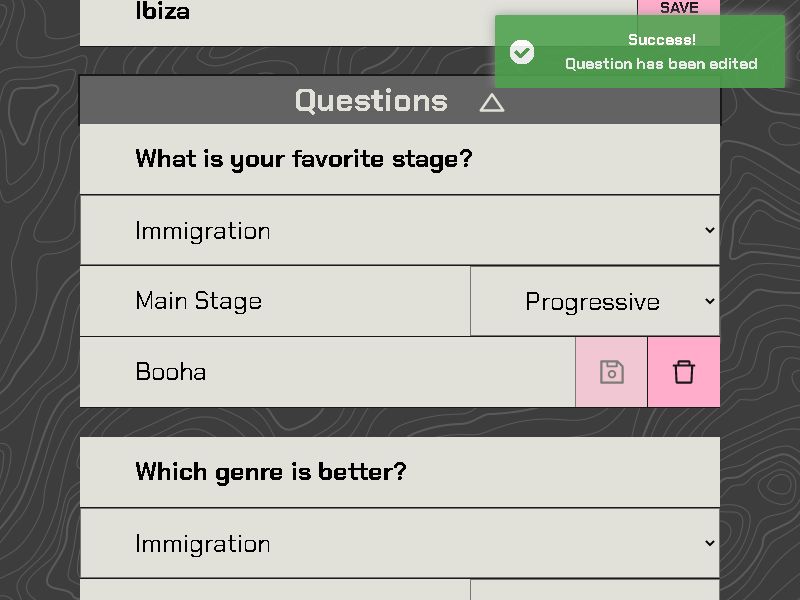 Ibiza
SAVE
Success!
Question has been edited
Questions
What is your favorite stage?
Immigration
Main Stage
Progressive
Booha
Which genre is better?
Immigration